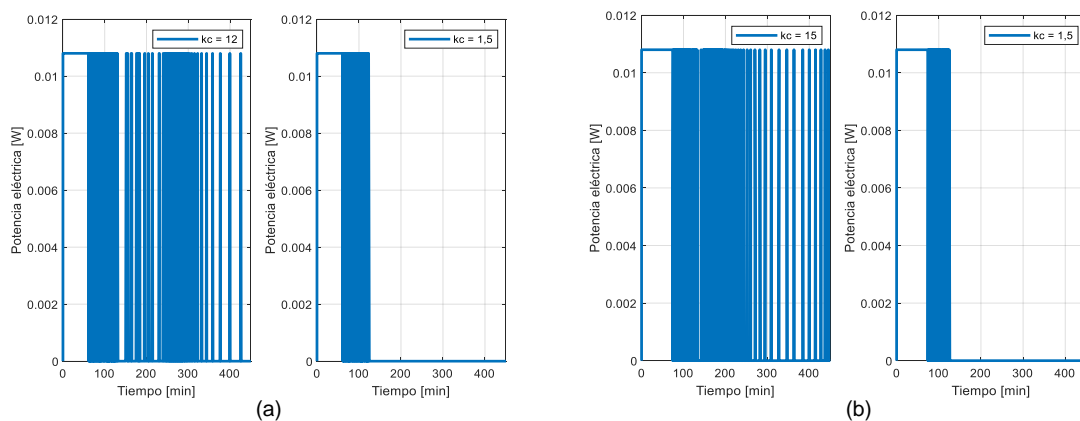 0.012
0.01
0.008
0.006
0.004
0.002
0
Potencia eléctrica [W]
kc = 12
0 100 200 300 400
Tiempo [min]
0.012
0.01
0.008
0.006
0.004
0.002
0
Potencia eléctrica [W]
kc = 1,5
0 100 200 300 400
Tiempo [min]
(a)
0.012
0.01
0.008
0.006
0.004
0.002
0
Potencia eléctrica [W]
kc = 15
0 100 200 300 400
Tiempo [min]
0.012
0.01
0.008
0.006
0.004
0.002
0
Potencia eléctrica [W]
kc = 1,5
0 100 200 300 400
Tiempo [min]
(b)